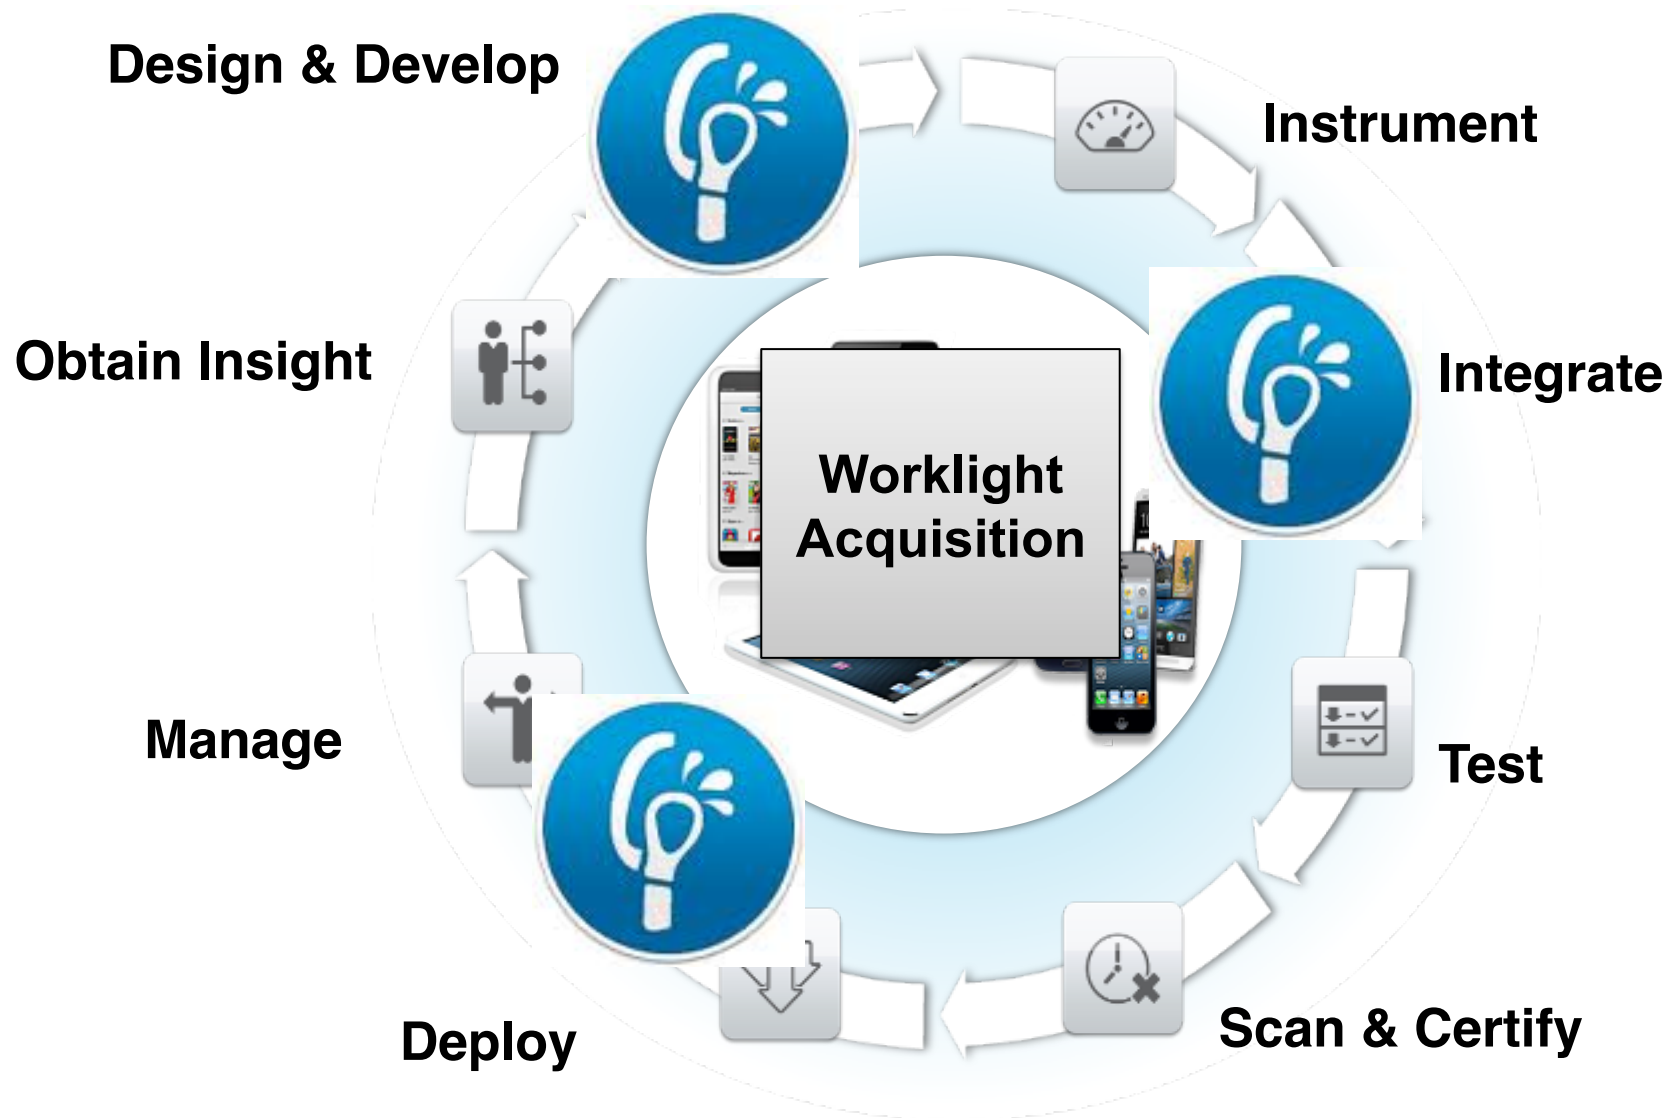 Design & Develop
Instrument
Obtain Insight
Integrate
Worklight
Acquisition
Manage
Test
Deploy
Scan & Certify